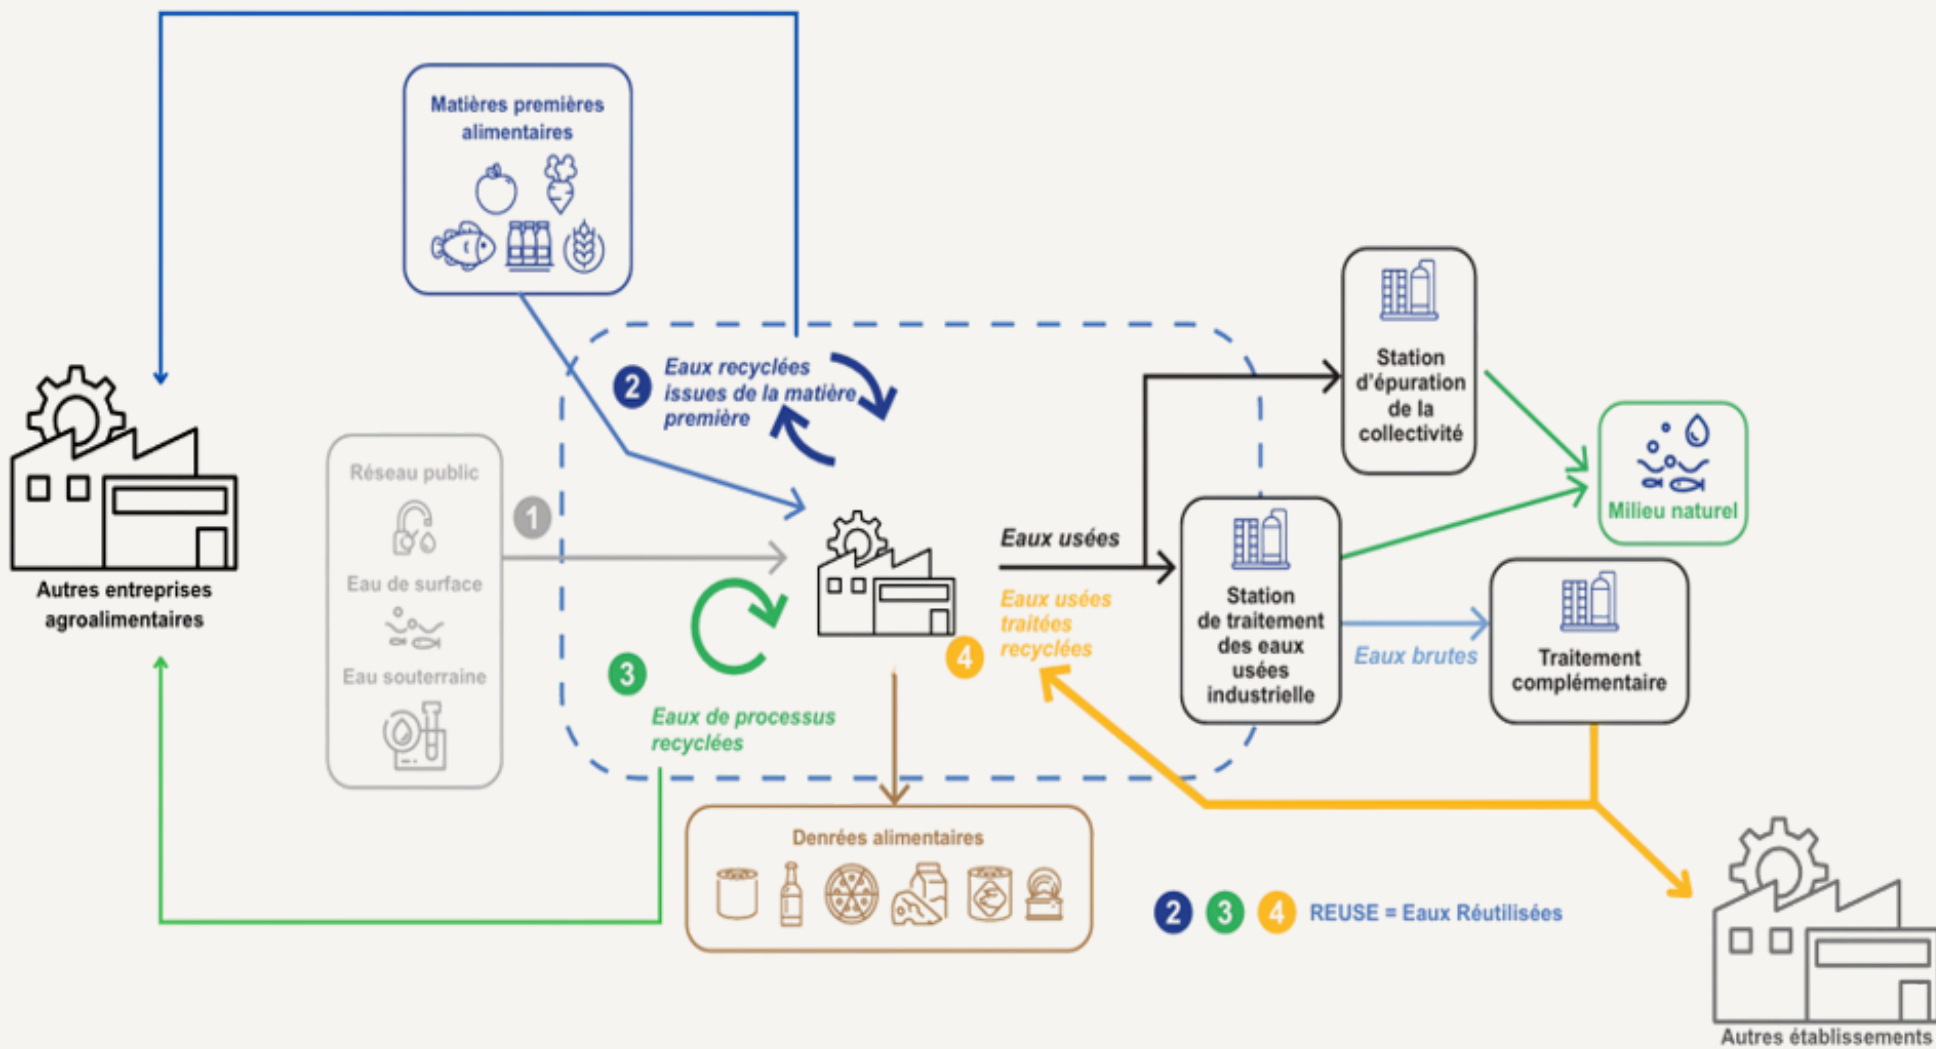 Matières premières
alimentaires
2
Eaux recyclées
issues de la matière
première
Station
d'épuration
de la
collectivité
Milieu naturel
Réseau public
1
Eau de surface
Eau souterraine
Autres entreprises
agroalimentaires
Eaux usées
Eaux usées
traitées
recyclées
4
Station
de traitement
des eaux
usées
industrielle
Eaux brutes
Traitement
complémentaire
3
Eaux de processus
recyclées
Denrées alimentaires
2 3 4 REUSE = Eaux Réutilisées
Autres établissements